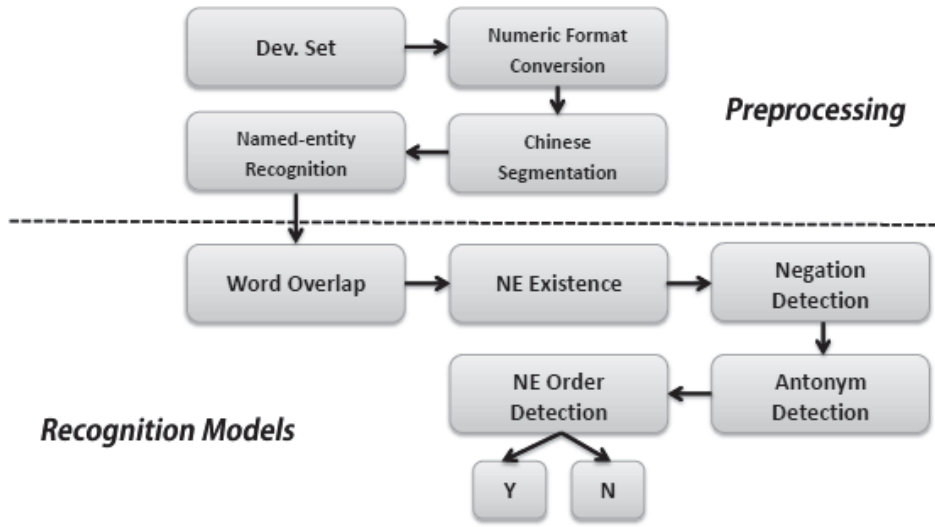 Dev. Set
Numeric Format
Conversion
Preprocessing
Named-entity
Recognition
Chinese
Segmentation
Word Overlap
NE Existence
Negation
Detection
NE Order
Detection
Antonym
Detection
Recognition Models
Y
N